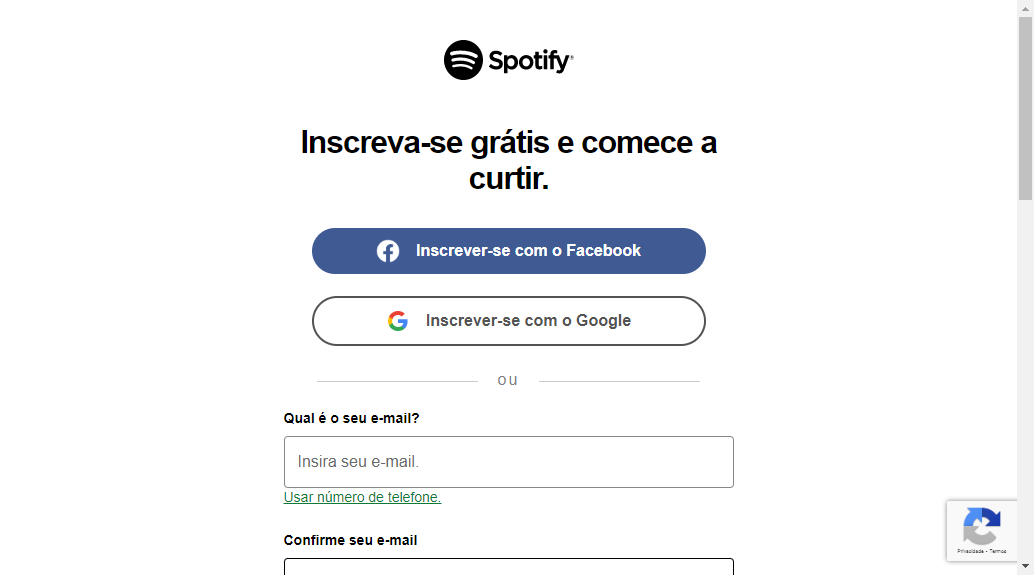 Spotify
Inscreva-se grátis e comece a
curtir.
Inscrever-se com o Facebook
Inscrever-se com o Google
ou
Qual é o seu e-mail?
Insira seu e-mail.
Usar número de telefone.
Confirme seu e-mail
Privacidade - Termos